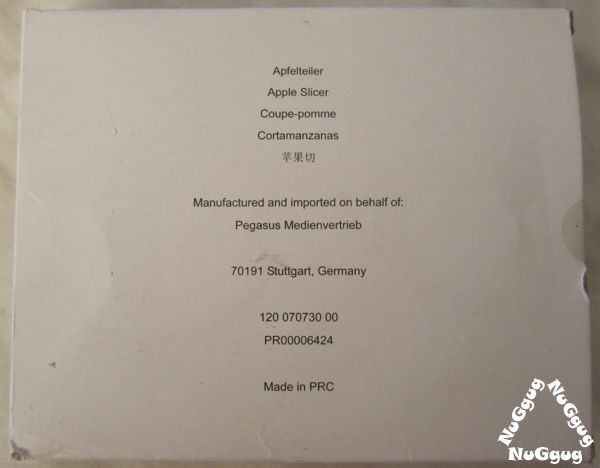 Apfelteiler
Apple Slicer
Coupe-pomme
Cortamanzanas
苹果切
Manufactured and imported on behalf of:
Pegasus Medienvertrieb
70191 Stuttgart, Germany
120 070730 00
PR00006424
Made in PRC
NuGgug
NuGgug
NuGgug